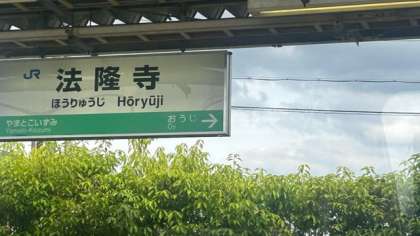 JR 法隆寺
ほうりゅうじ Hōryūji
やまとこいずみ おうじ
Yamato-Koizumi Ōji